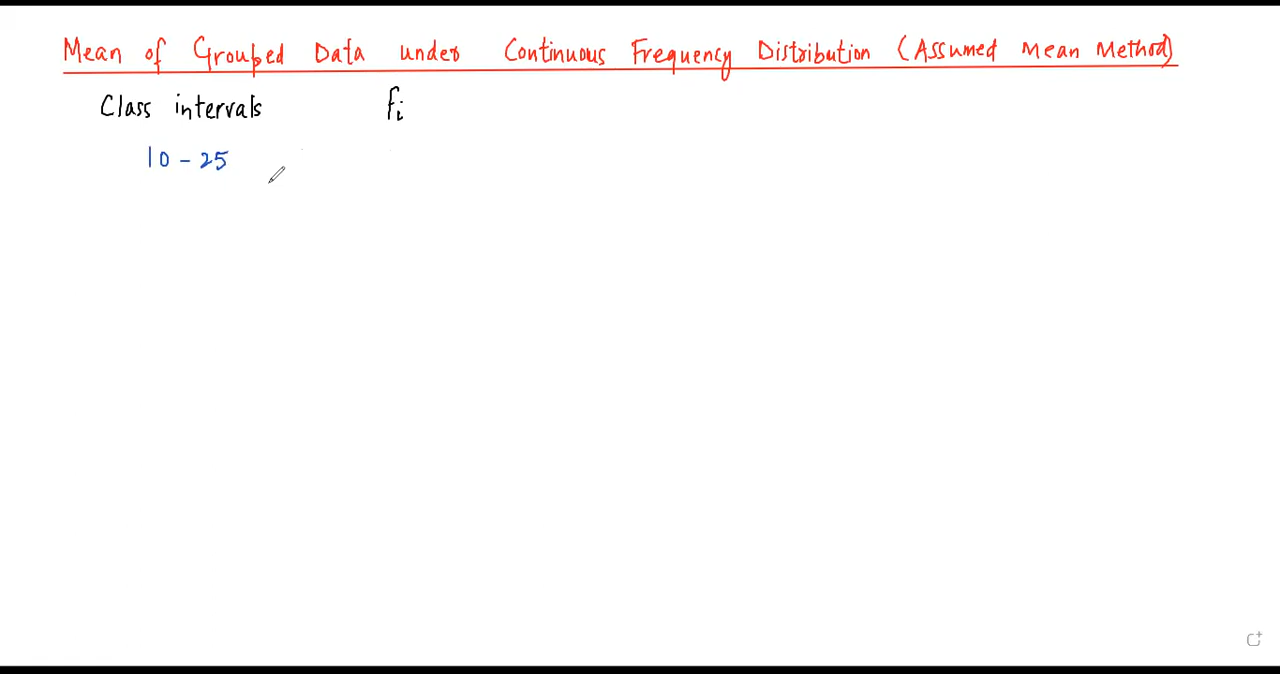 Mean of Grouped Data under Continuous Frequency Distribution (Assumed Mean Method)
Class intervals fi
10 - 25